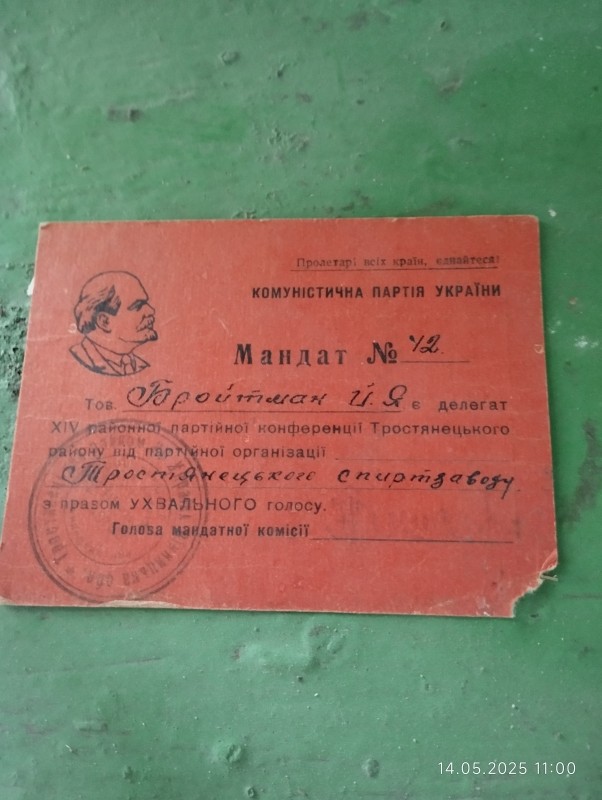 Пролетарі всіх країн, єднайтеся!
КОМУНІСТИЧНА ПАРТІЯ УКРАЇНИ
Мандат № 42
Тов. Бройтман Й. Я є делегат
XIV районної партійної конференції Тростянецького
району від партійної організації
Тростянецького спиртзаводу
з правом УХВАЛЬНОГО голосу.
Голова мандатної комісії
14.05.2025 11:00